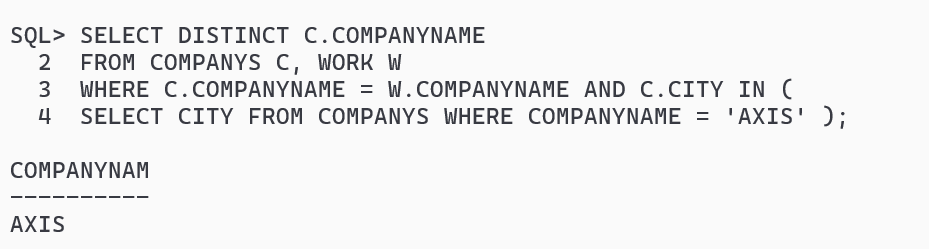 SQL> SELECT DISTINCT C.COMPANYNAME
  2  FROM COMPANYS C, WORK W
  3  WHERE C.COMPANYNAME = W.COMPANYNAME AND C.CITY IN (
  4  SELECT CITY FROM COMPANYS WHERE COMPANYNAME = 'AXIS' );

COMPANYNAM
----------
AXIS